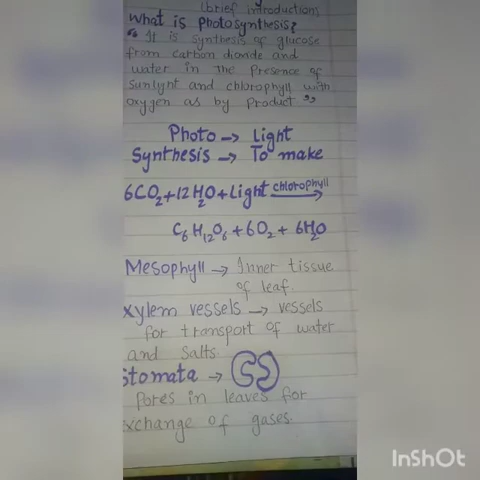 (brief introduction)
What is Photosynthesis?
"It is synthesis of glucose
from carbon dioxide and
water in the presence of
sunlight and chlorophyll with
oxygen as by product"
Photo → Light
Synthesis → To make
6CO₂+12H₂O+Light chlorophyll→
C₆H₁₂O₆+6O₂+6H₂O
Mesophyll → Inner tissue
of leaf.
Xylem vessels → vessels
for transport of water
and salts.
Stomata →
Pores in leaves for
exchange of gases.
InShOt